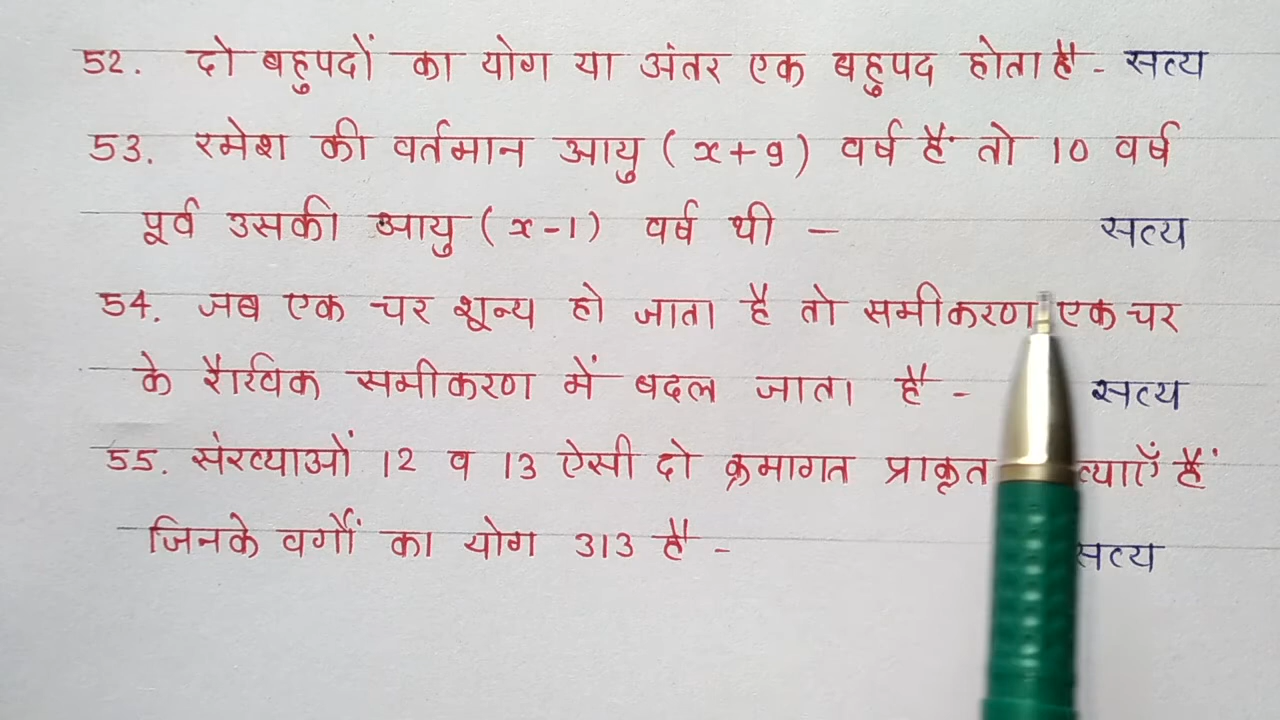 52. दो बहुपदों का योग या अंतर एक बहुपद होता है - सत्य
53. रमेश की वर्तमान आयु (x+9) वर्ष हैं तो 10 वर्ष
पूर्व उसकी आयु (x-1) वर्ष थी - सत्य
54. जब एक चर शून्य हो जाता है तो समीकरण एक चर
के रैखिक समीकरण में बदल जाता है - सत्य
55. संख्याओं 12 व 13 ऐसी दो क्रमागत प्राकृत हैं
जिनके वर्गों का योग 313 है - सत्य